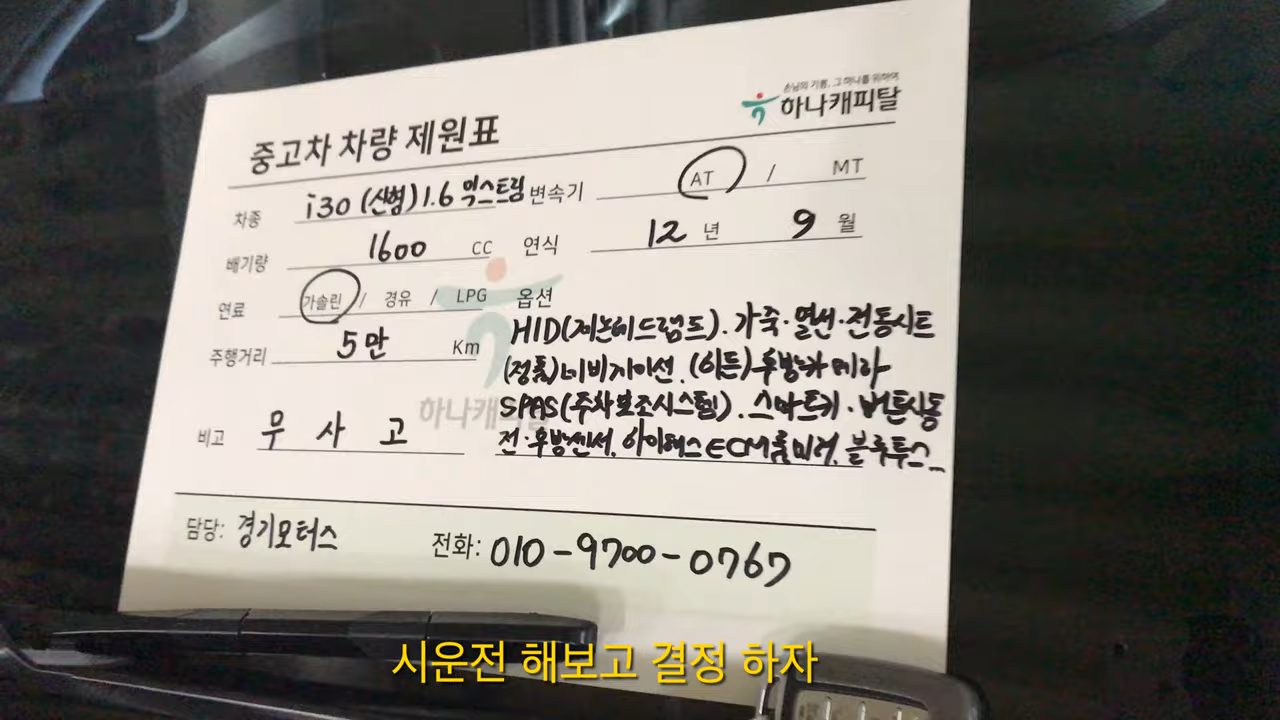 손님의 기쁨, 그 하나를 위하여
하나캐피탈
중고차 차량 제원표
차종 i30 (신형) 1.6 익스트림 변속기 AT / MT
배기량 1600 CC 연식 12 년 9 월
연료 가솔린 / 경유 / LPG 옵션
주행거리 5만 Km
HID(제논헤드램프). 가죽·열선·전동시트
(정품)네비게이션. (히든)후방카메라
SPAS(주차보조시스템). 스마트키·버튼시동
전·후방센서. 하이패스ECM룸미러. 블루투스...
비고 무사고
하나캐피탈
담당: 경기모터스 전화: 010-9700-0767
시운전 해보고 결정 하자